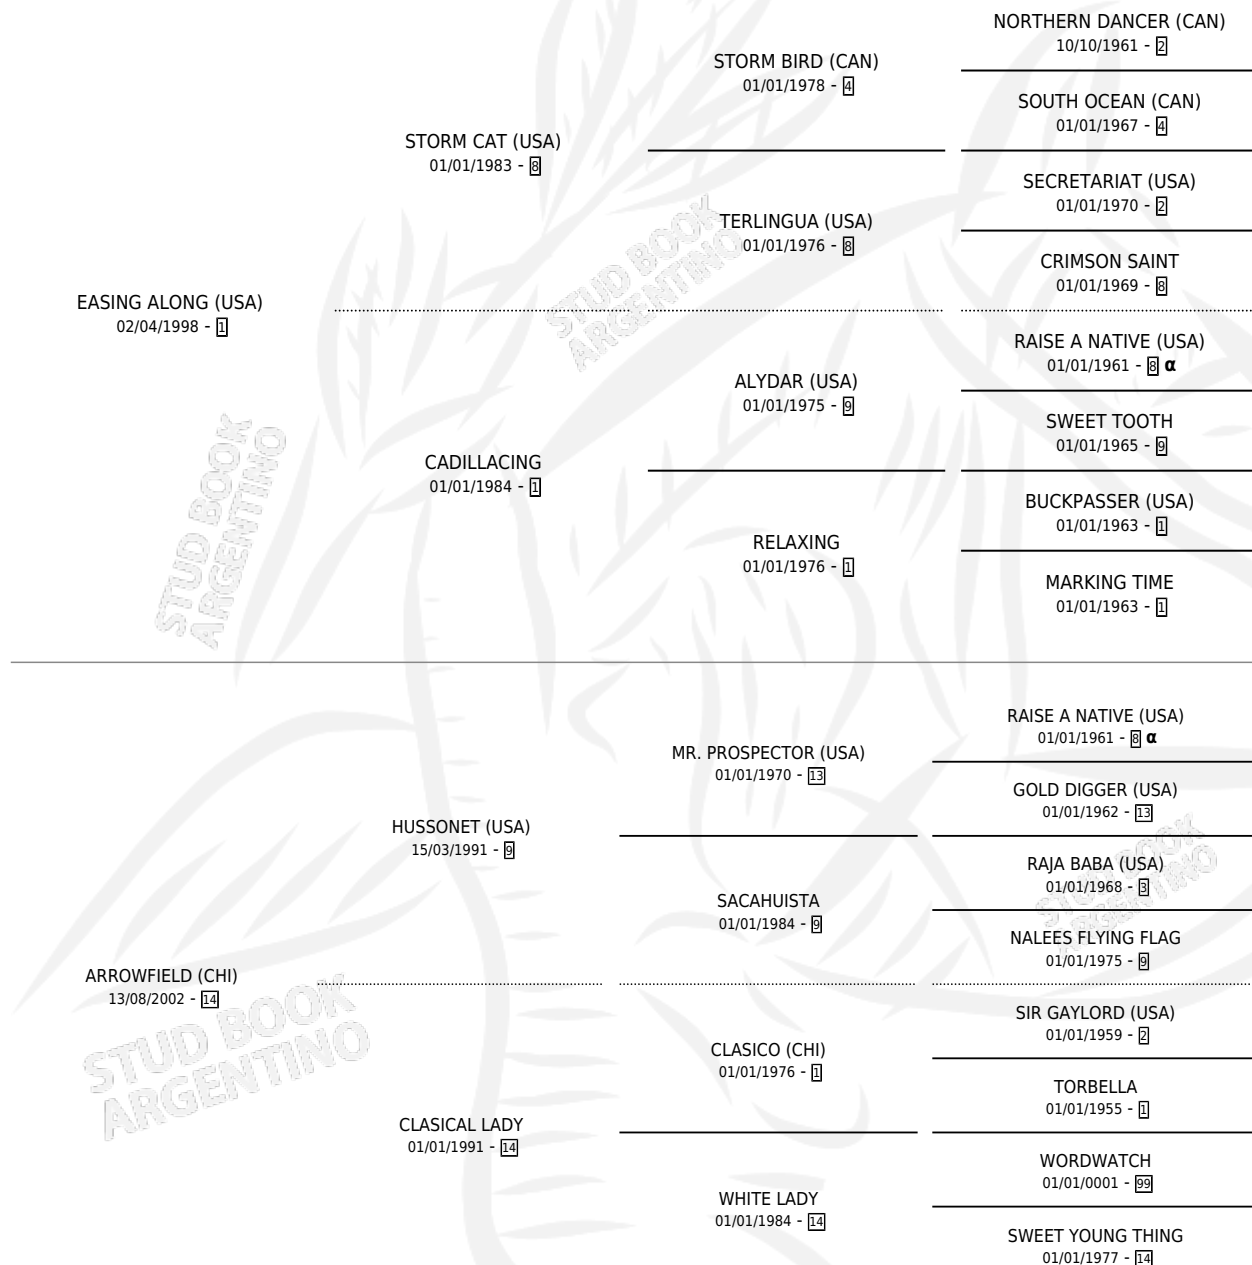 NORTHERN DANCER (CAN)
10/10/1961 - 2
STORM BIRD (CAN)
01/01/1978 - 4
SOUTH OCEAN (CAN)
01/01/1967 - 4
STORM CAT (USA)
01/01/1983 - 8
SECRETARIAT (USA)
01/01/1970 - 2
TERLINGUA (USA)
01/01/1976 - 8
CRIMSON SAINT
01/01/1969 - 8
EASING ALONG (USA)
02/04/1998 - 1
RAISE A NATIVE (USA)
01/01/1961 - 8 α
ALYDAR (USA)
01/01/1975 - 9
SWEET TOOTH
01/01/1965 - 9
CADILLACING
01/01/1984 - 1
BUCKPASSER (USA)
01/01/1963 - 1
RELAXING
01/01/1976 - 1
MARKING TIME
01/01/1963 - 1
RAISE A NATIVE (USA)
01/01/1961 - 8 α
MR. PROSPECTOR (USA)
01/01/1970 - 13
GOLD DIGGER (USA)
01/01/1962 - 13
HUSSONET (USA)
15/03/1991 - 9
RAJA BABA (USA)
01/01/1968 - 3
SACAHUISTA
01/01/1984 - 9
NALEES FLYING FLAG
01/01/1975 - 9
ARROWFIELD (CHI)
13/08/2002 - 14
SIR GAYLORD (USA)
01/01/1959 - 2
CLASICO (CHI)
01/01/1976 - 1
TORBELLA
01/01/1955 - 1
CLASICAL LADY
01/01/1991 - 14
WORDWATCH
01/01/0001 - 99
WHITE LADY
01/01/1984 - 14
SWEET YOUNG THING
01/01/1977 - 14
STUD BOOK
ARGENTINO
STUD BOOK
ARGENTINO
STUD BOOK
ARGENTINO
STUD BOOK
ARGENTINO